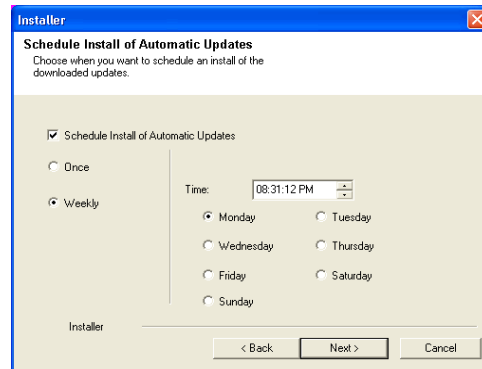 Installer
Schedule Install of Automatic Updates
Choose when you want to schedule an install of the
downloaded updates.
Schedule Install of Automatic Updates
Once
Weekly
Time: 08:31:12 PM
Monday Tuesday
Wednesday Thursday
Friday Saturday
Sunday
Installer
< Back Next > Cancel